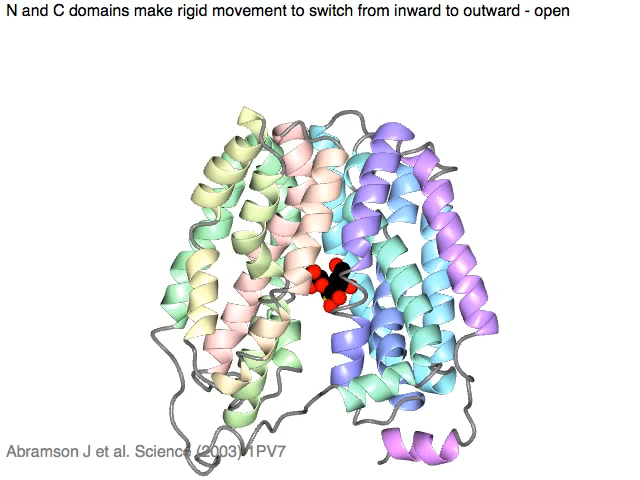 N and C domains make rigid movement to switch from inward to outward - open
Abramson J et al. Science (2003) 1PV7